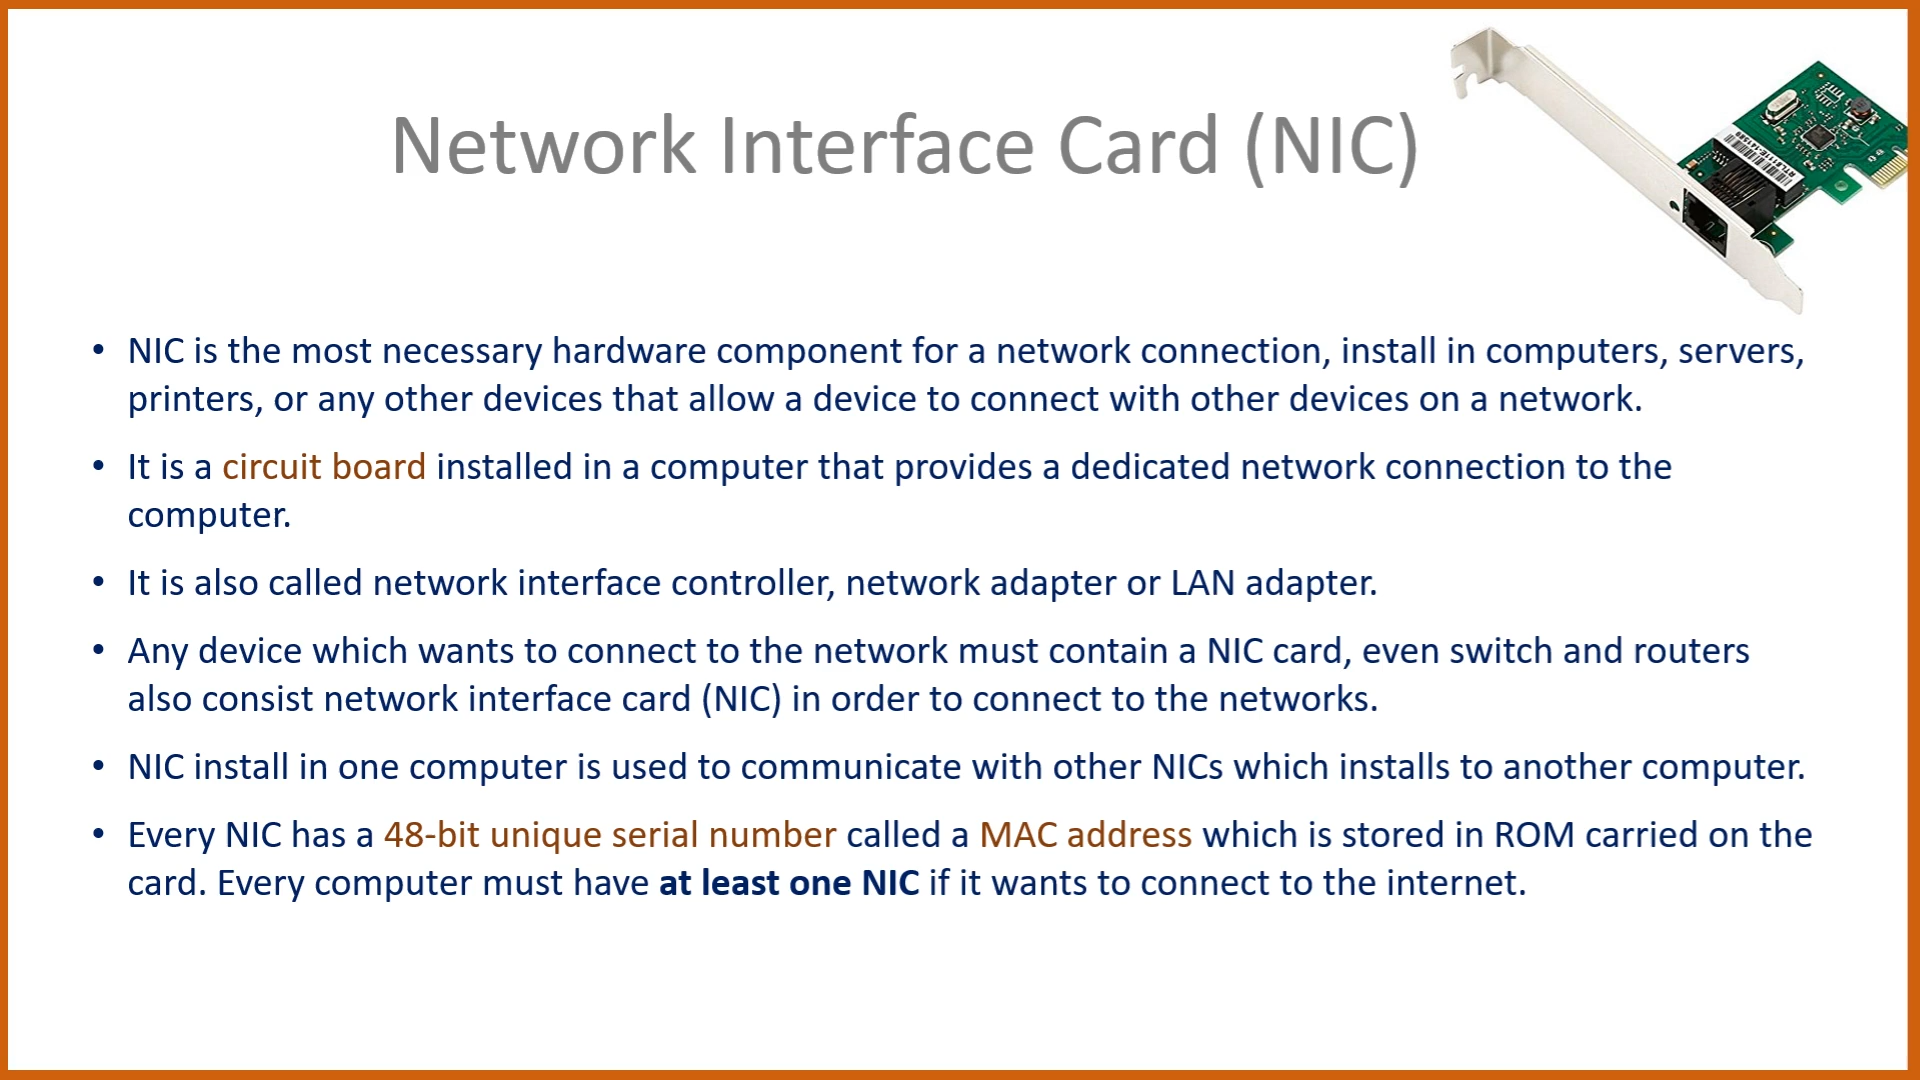 Network Interface Card (NIC)
• NIC is the most necessary hardware component for a network connection, install in computers, servers,
printers, or any other devices that allow a device to connect with other devices on a network.
• It is a circuit board installed in a computer that provides a dedicated network connection to the
computer.
• It is also called network interface controller, network adapter or LAN adapter.
• Any device which wants to connect to the network must contain a NIC card, even switch and routers
also consist network interface card (NIC) in order to connect to the networks.
• NIC install in one computer is used to communicate with other NICs which installs to another computer.
• Every NIC has a 48-bit unique serial number called a MAC address which is stored in ROM carried on the
card. Every computer must have at least one NIC if it wants to connect to the internet.